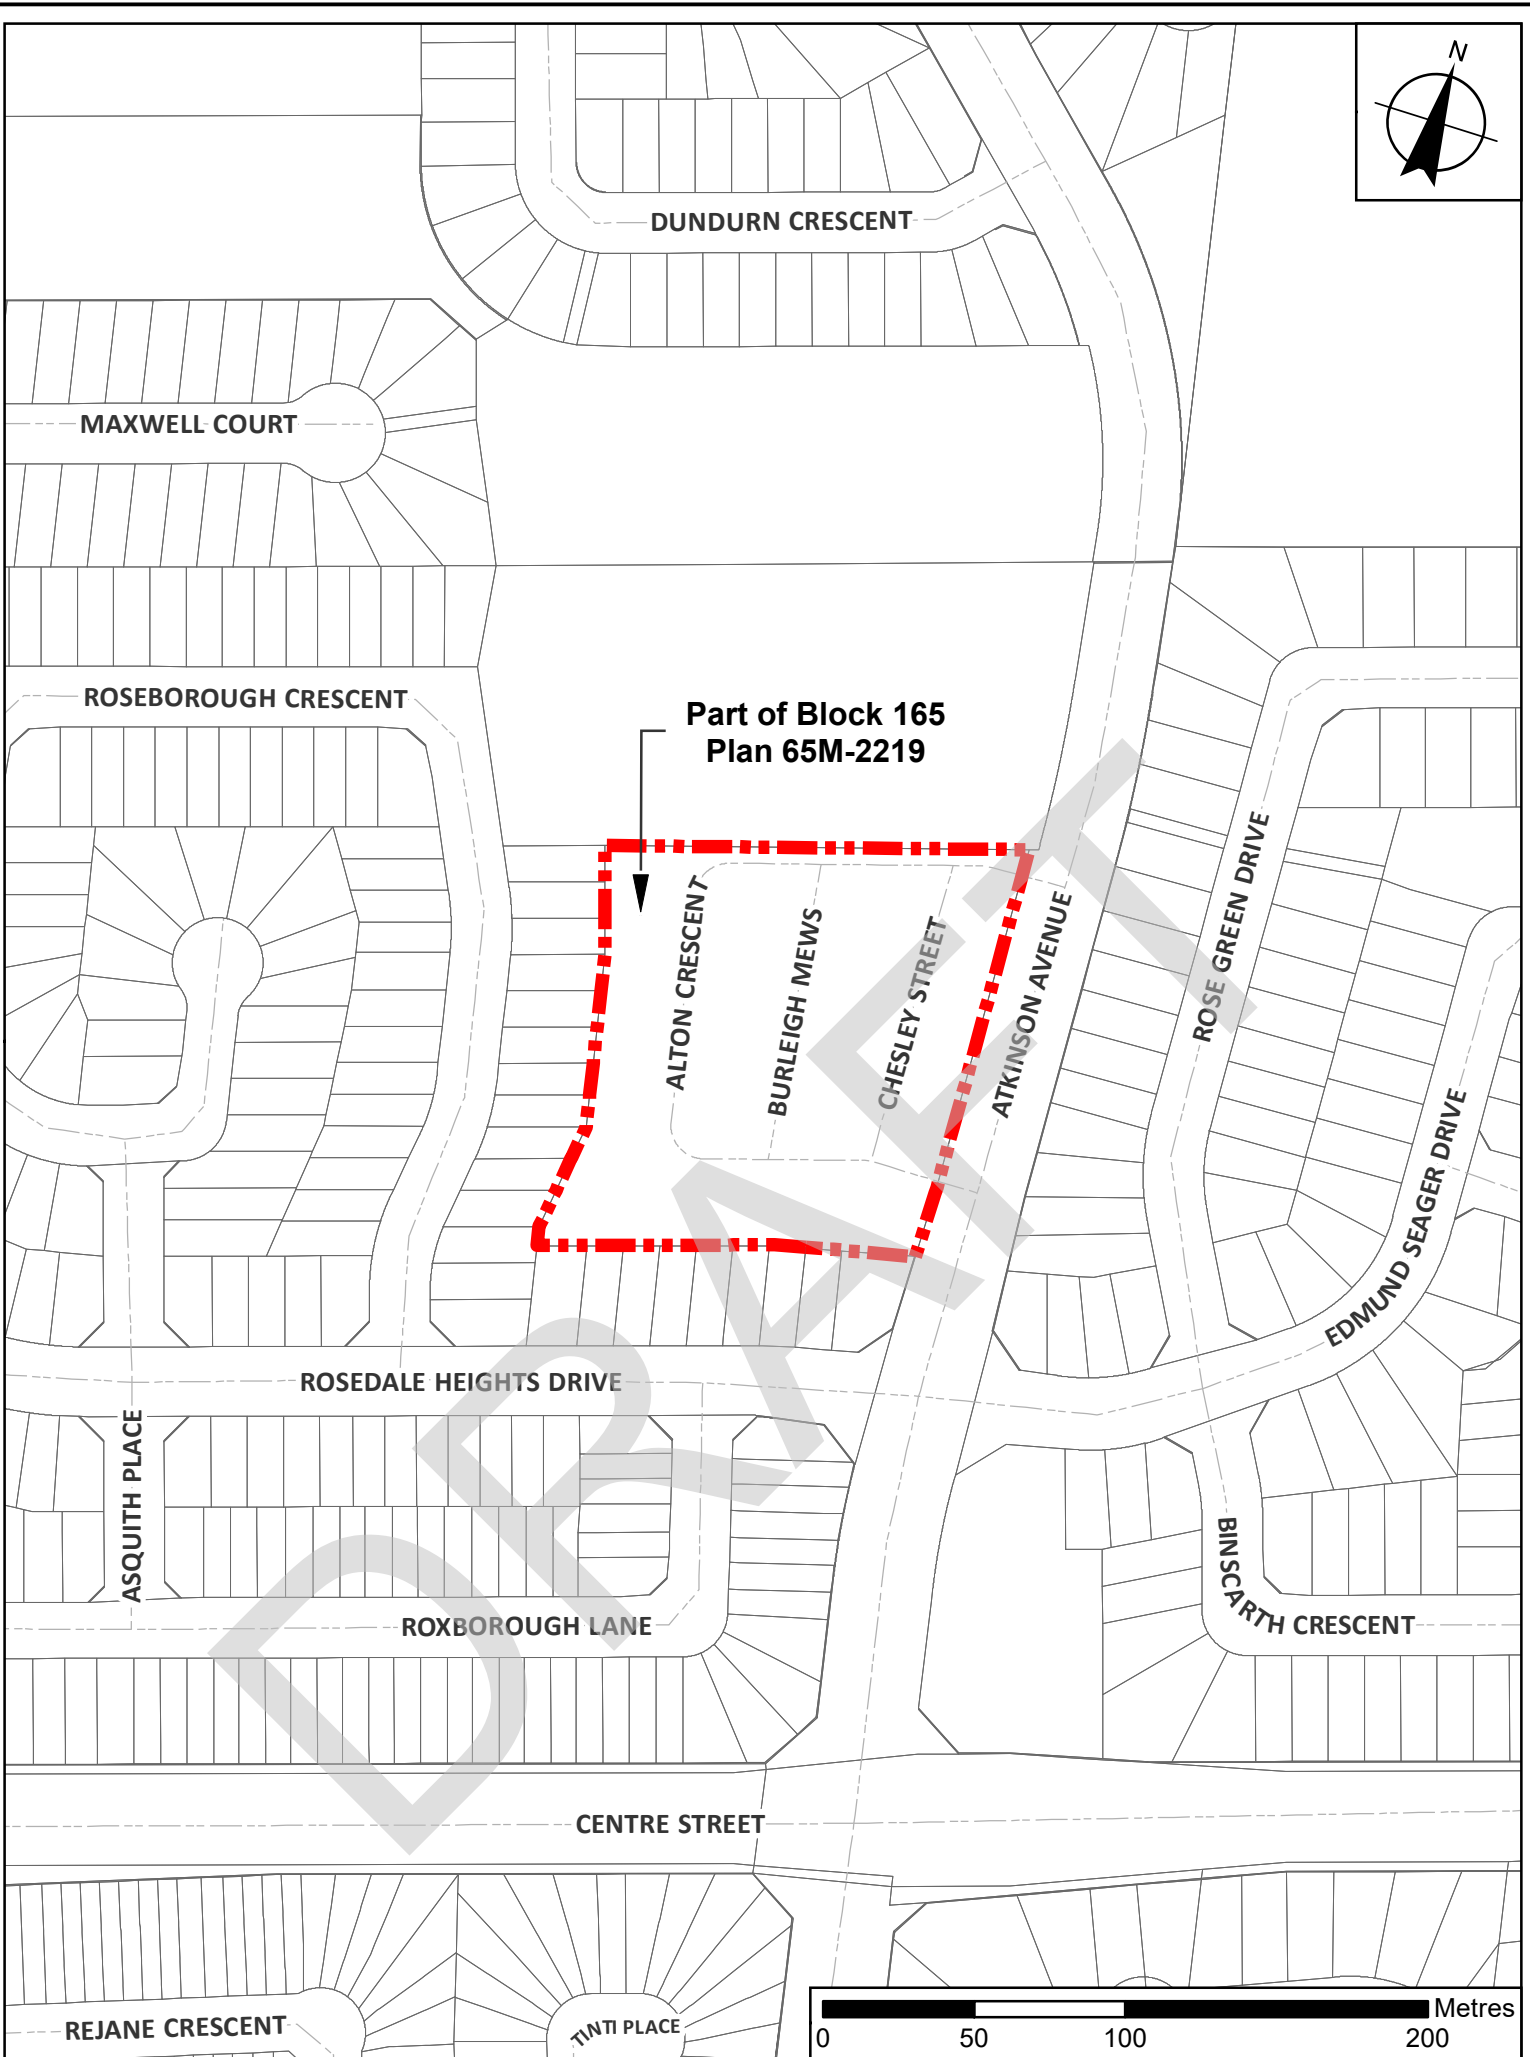 N
DUNDURN CRESCENT
MAXWELL COURT
ROSEBOROUGH CRESCENT
Part of Block 165
Plan 65M-2219
ALTON CRESCENT
BURLEIGH MEWS
CHESLEY STREET
ATKINSON AVENUE
ROSE GREEN DRIVE
EDMUND SEAGER DRIVE
ROSEDALE HEIGHTS DRIVE
ASQUITH PLACE
ROXBOROUGH LANE
BINSCARTH CRESCENT
DRAFT
CENTRE STREET
REJANE CRESCENT
TINTI PLACE
Metres
0 50 100 200